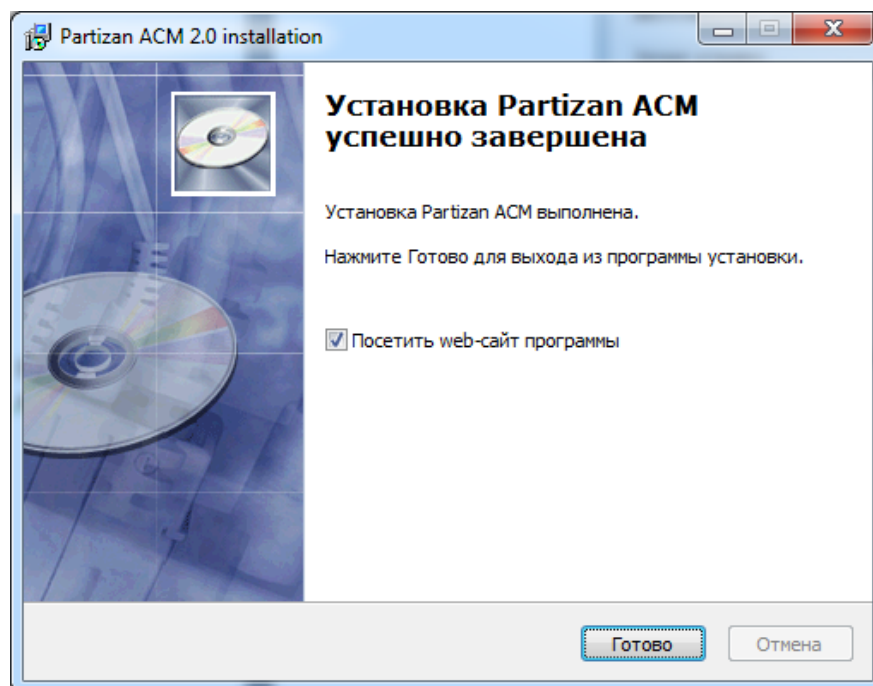 Partizan ACM 2.0 installation
Установка Partizan ACM
успешно завершена
Установка Partizan ACM выполнена.
Нажмите Готово для выхода из программы установки.
Посетить web-сайт программы
Готово
Отмена